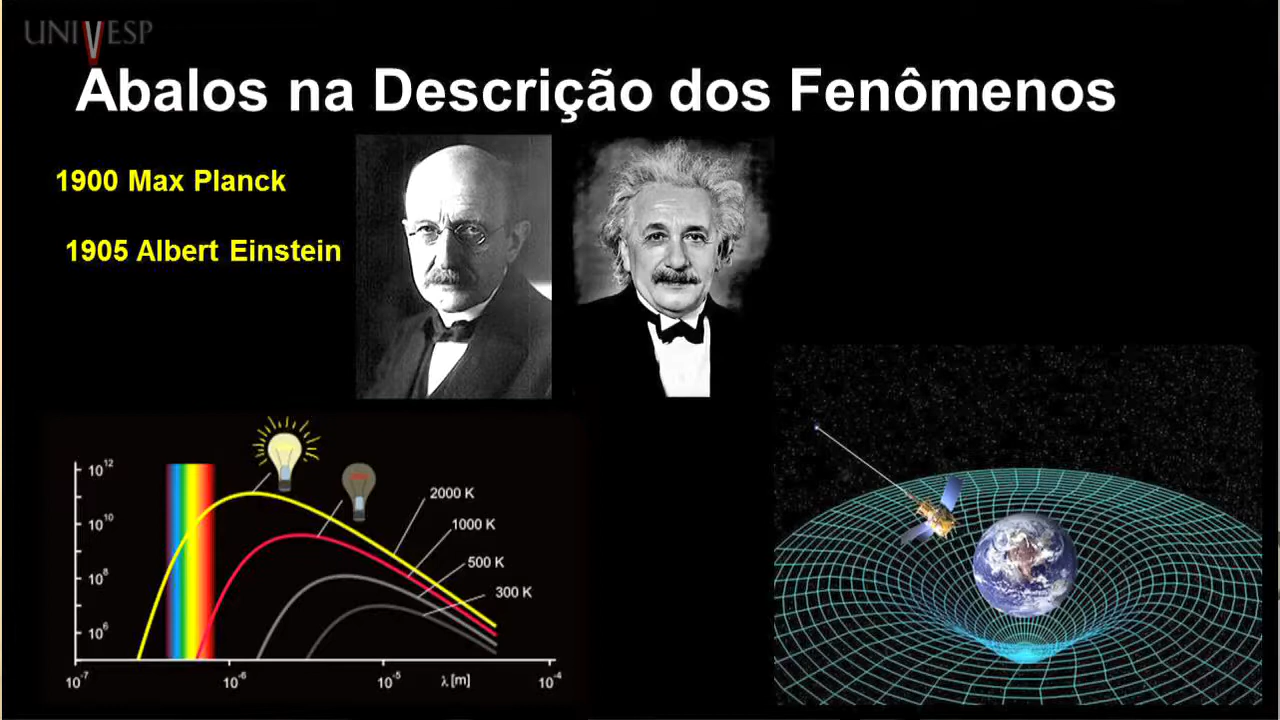 UNIVESP
Abalos na Descrição dos Fenômenos
1900 Max Planck
1905 Albert Einstein
10¹²
10¹⁰
10⁸
10⁶
2000 K
1000 K
500 K
300 K
10⁻⁷
10⁻⁶
10⁻⁵
λ[m]
10⁻⁴